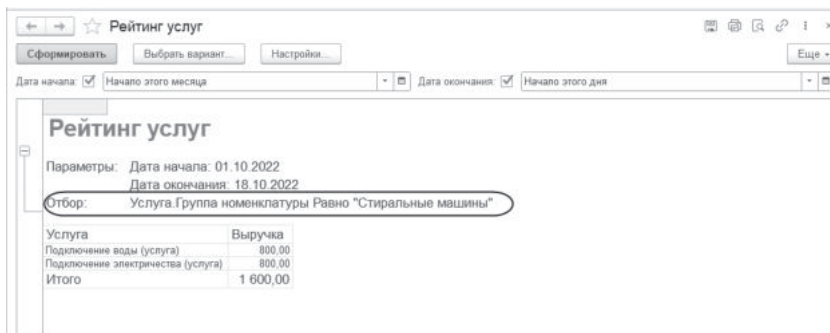 Рейтинг услуг
Сформировать Выбрать вариант... Настройки... Еще
Дата начала: Начало этого месяца Дата окончания: Начало этого дня
Рейтинг услуг
Параметры: Дата начала: 01.10.2022
Дата окончания: 18.10.2022
Отбор: Услуга.Группа номенклатуры Равно "Стиральные машины"
Услуга Выручка
Подключение воды (услуга) 800,00
Подключение электричества (услуга) 800,00
Итого 1 600,00